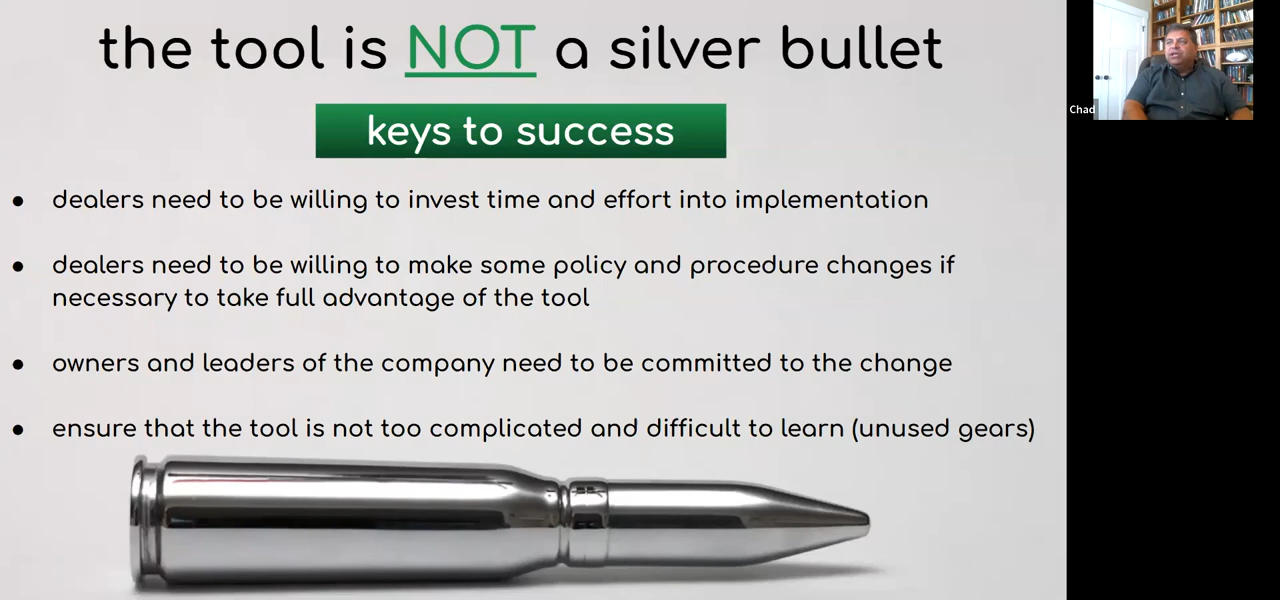 the tool is NOT a silver bullet
keys to success
Chad
● dealers need to be willing to invest time and effort into implementation
● dealers need to be willing to make some policy and procedure changes if
necessary to take full advantage of the tool
● owners and leaders of the company need to be committed to the change
● ensure that the tool is not too complicated and difficult to learn (unused gears)